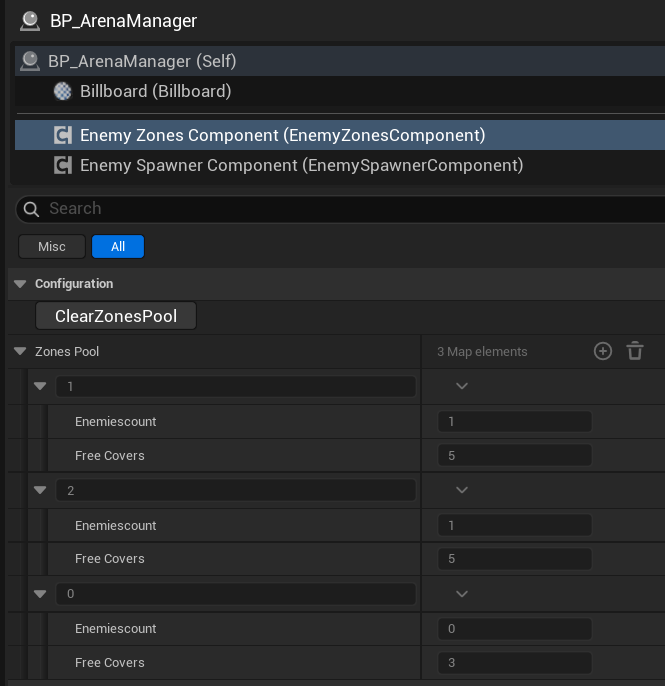 BP_ArenaManager
BP_ArenaManager (Self)
Billboard (Billboard)
Enemy Zones Component (EnemyZonesComponent)
Enemy Spawner Component (EnemySpawnerComponent)
Search
Misc All
Configuration
ClearZonesPool
Zones Pool 3 Map elements
1
Enemiescount 1
Free Covers 5
2
Enemiescount 1
Free Covers 5
0
Enemiescount 0
Free Covers 3